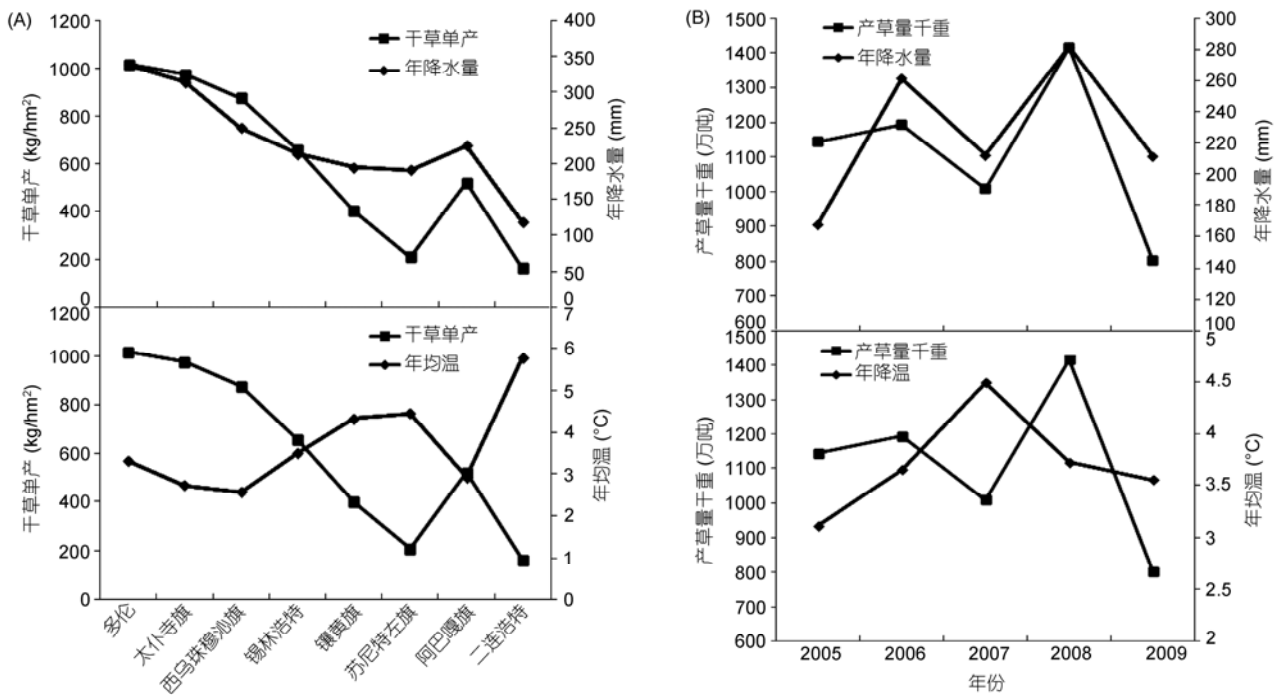 (A)
1200
1000
800
600
400
200
0
干草单产 (kg/hm²)
400
350
300
250
200
150
100
50
0
年降水量 (mm)
干草单产
年降水量
1200
1000
800
600
400
200
0
干草单产 (kg/hm²)
7
6
5
4
3
2
1
0
年均温 (°C)
干草单产
年均温
多伦
太仆寺旗
西乌珠穆沁旗
锡林浩特
镶黄旗
苏尼特左旗
阿巴嘎旗
二连浩特
(B)
1500
1400
1300
1200
1100
1000
900
800
700
600
产草量干重 (万吨)
300
280
260
240
220
200
180
160
140
120
100
年降水量 (mm)
产草量千重
年降水量
1400
1300
1200
1100
1000
900
800
700
600
产草量干重 (万吨)
5
4.5
4
3.5
3
2.5
2
年均温 (°C)
产草量千重
年降温
2005
2006
2007
2008
2009
年份